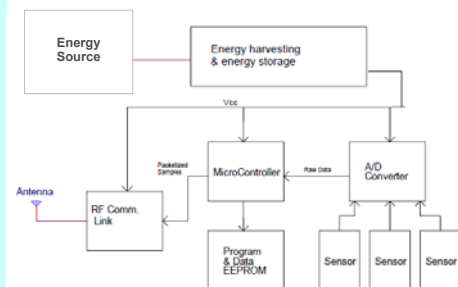 Energy
Source
Energy harvesting
& energy storage
Vcc
Packetized
Samples
MicroController
Raw Data
A/D
Converter
Antenna
RF Comm.
Link
Program
& Data
EEPROM
Sensor
Sensor
Sensor